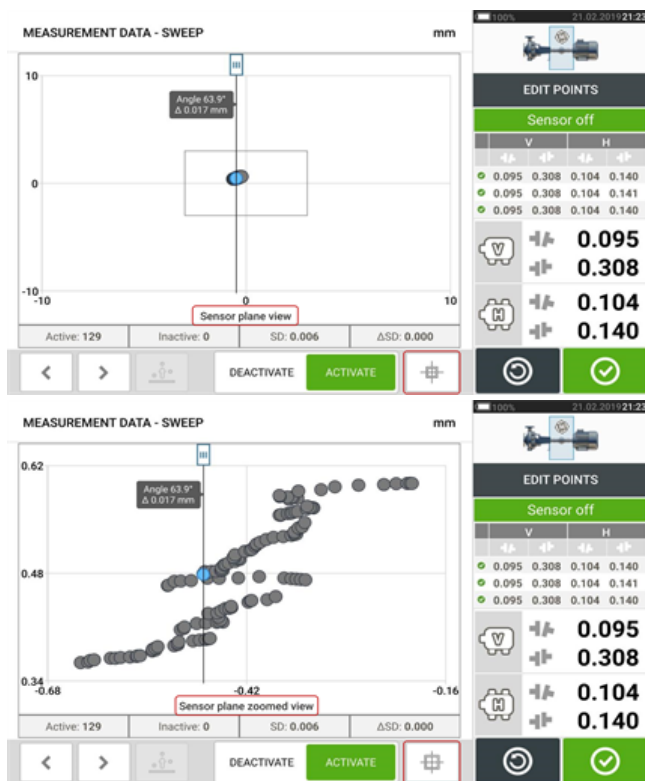 100% 21.02.2019 21:23
MEASUREMENT DATA - SWEEP mm
10
Angle 63.9°
Δ 0.017 mm
0
-10
-10 0 10
Sensor plane view
Active: 129 Inactive: 0 SD: 0.006 ΔSD: 0.000
DEACTIVATE ACTIVATE
EDIT POINTS
Sensor off
V H
0.095 0.308 0.104 0.140
0.095 0.308 0.104 0.141
0.095 0.308 0.104 0.140
V 0.095
0.308
H 0.104
0.140
100% 21.02.2019 21:23
MEASUREMENT DATA - SWEEP mm
0.62
Angle 63.9°
Δ 0.017 mm
0.48
0.34
-0.68 -0.42 -0.16
Sensor plane zoomed view
Active: 129 Inactive: 0 SD: 0.006 ΔSD: 0.000
DEACTIVATE ACTIVATE
EDIT POINTS
Sensor off
V H
0.095 0.308 0.104 0.140
0.095 0.308 0.104 0.141
0.095 0.308 0.104 0.140
V 0.095
0.308
H 0.104
0.140